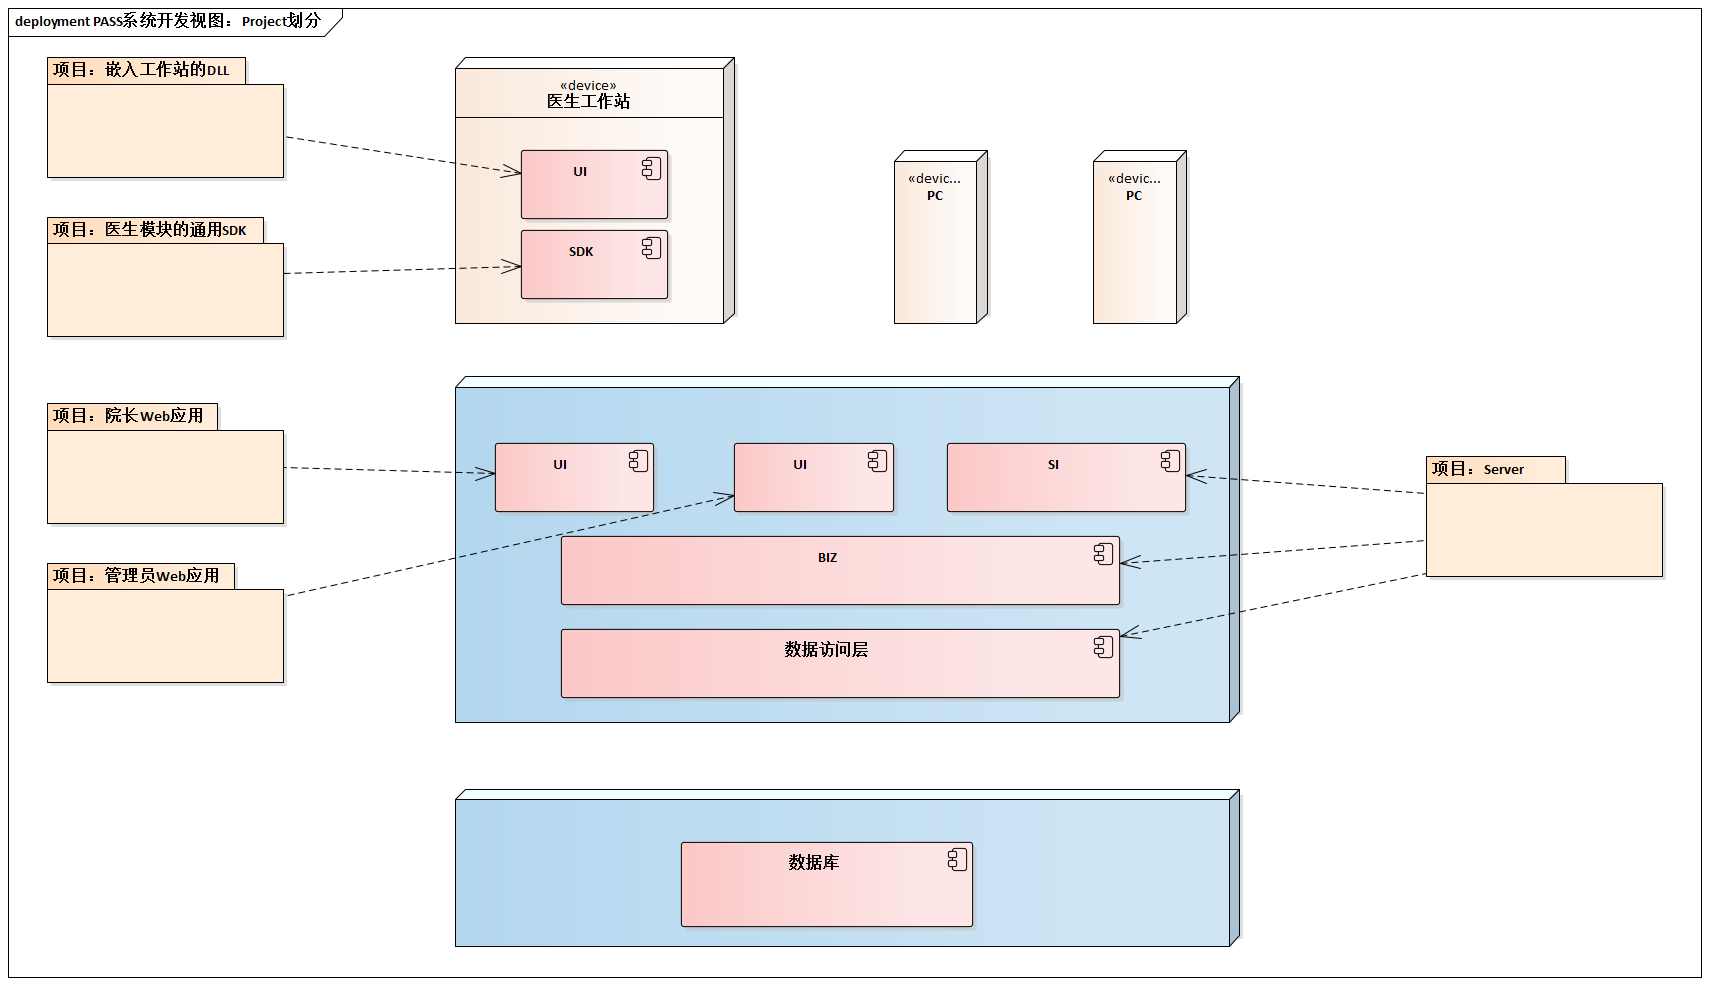 deployment PASS系统开发视图：Project划分
项目：嵌入工作站的DLL
«device»
医生工作站
UI
SDK
«devic...
PC
«devic...
PC
项目：医生模块的通用SDK
项目：院长Web应用
UI
UI
SI
项目：Server
BIZ
项目：管理员Web应用
数据访问层
数据库